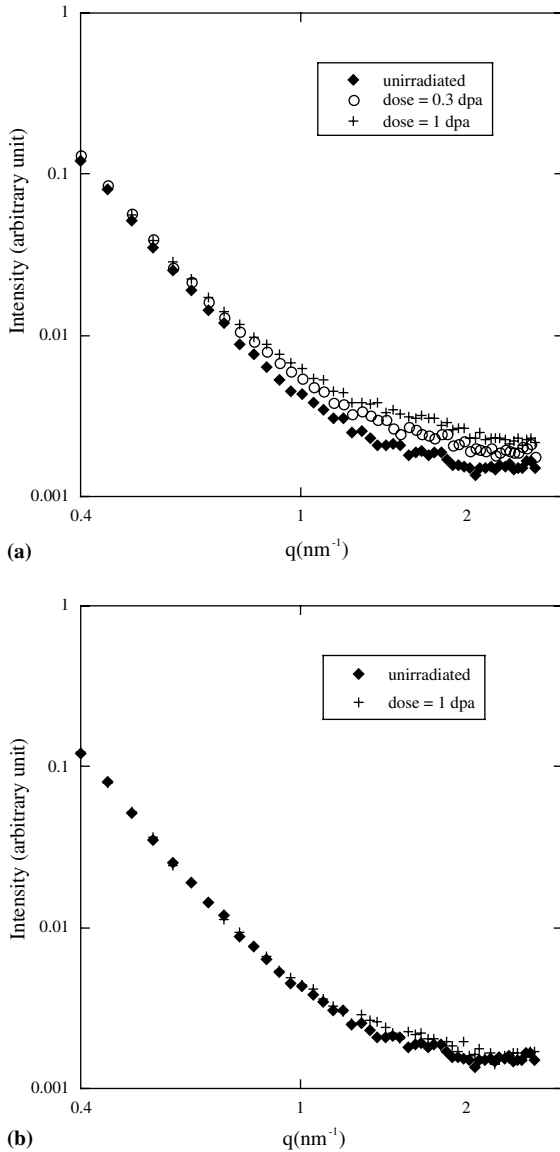 1
unirradiated
dose = 0.3 dpa
dose = 1 dpa
0.1
Intensity (arbitrary unit)
0.01
0.001
0.4
1
2
(a)
q(nm⁻¹)
1
unirradiated
dose = 1 dpa
0.1
Intensity (arbitrary unit)
0.01
0.001
0.4
1
2
(b)
q(nm⁻¹)